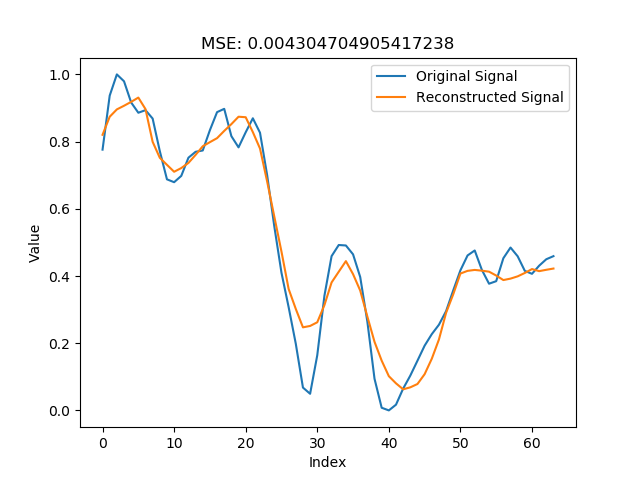 MSE: 0.004304704905417238
Original Signal
Reconstructed Signal
Value
1.0
0.8
0.6
0.4
0.2
0.0
0 10 20 30 40 50 60
Index